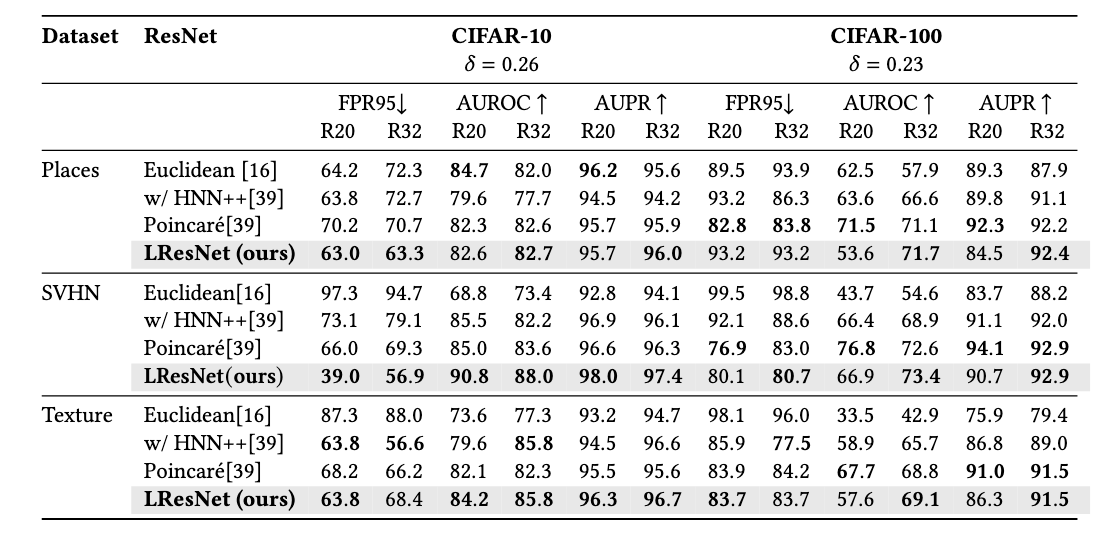 Dataset ResNet CIFAR-10 CIFAR-100
δ = 0.26 δ = 0.23
FPR95↓ AUROC ↑ AUPR ↑ FPR95↓ AUROC ↑ AUPR ↑
R20 R32 R20 R32 R20 R32 R20 R32 R20 R32 R20 R32
Places Euclidean [16] 64.2 72.3 84.7 82.0 96.2 95.6 89.5 93.9 62.5 57.9 89.3 87.9
w/ HNN++[39] 63.8 72.7 79.6 77.7 94.5 94.2 93.2 86.3 63.6 66.6 89.8 91.1
Poincaré[39] 70.2 70.7 82.3 82.6 95.7 95.9 82.8 83.8 71.5 71.1 92.3 92.2
LResNet (ours) 63.0 63.3 82.6 82.7 95.7 96.0 93.2 93.2 53.6 71.7 84.5 92.4
SVHN Euclidean[16] 97.3 94.7 68.8 73.4 92.8 94.1 99.5 98.8 43.7 54.6 83.7 88.2
w/ HNN++[39] 73.1 79.1 85.5 82.2 96.9 96.1 92.1 88.6 66.4 68.9 91.1 92.0
Poincaré[39] 66.0 69.3 85.0 83.6 96.6 96.3 76.9 83.0 76.8 72.6 94.1 92.9
LResNet(ours) 39.0 56.9 90.8 88.0 98.0 97.4 80.1 80.7 66.9 73.4 90.7 92.9
Texture Euclidean[16] 87.3 88.0 73.6 77.3 93.2 94.7 98.1 96.0 33.5 42.9 75.9 79.4
w/ HNN++[39] 63.8 56.6 79.6 85.8 94.5 96.6 85.9 77.5 58.9 65.7 86.8 89.0
Poincaré[39] 68.2 66.2 82.1 82.3 95.5 95.6 83.9 84.2 67.7 68.8 91.0 91.5
LResNet (ours) 63.8 68.4 84.2 85.8 96.3 96.7 83.7 83.7 57.6 69.1 86.3 91.5